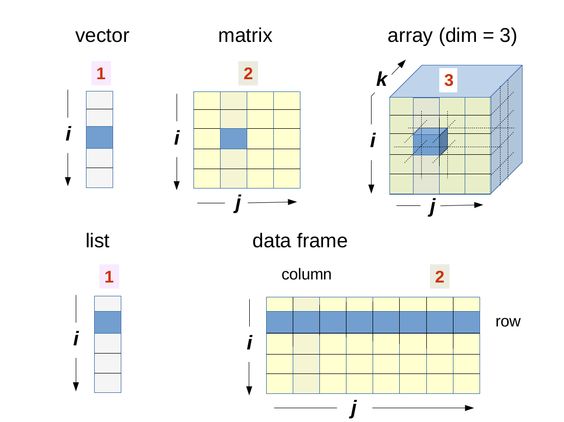 vector
matrix
array (dim = 3)
1
2
3
k
i
i
i
j
j
list
data frame
1
column
2
i
i
row
j